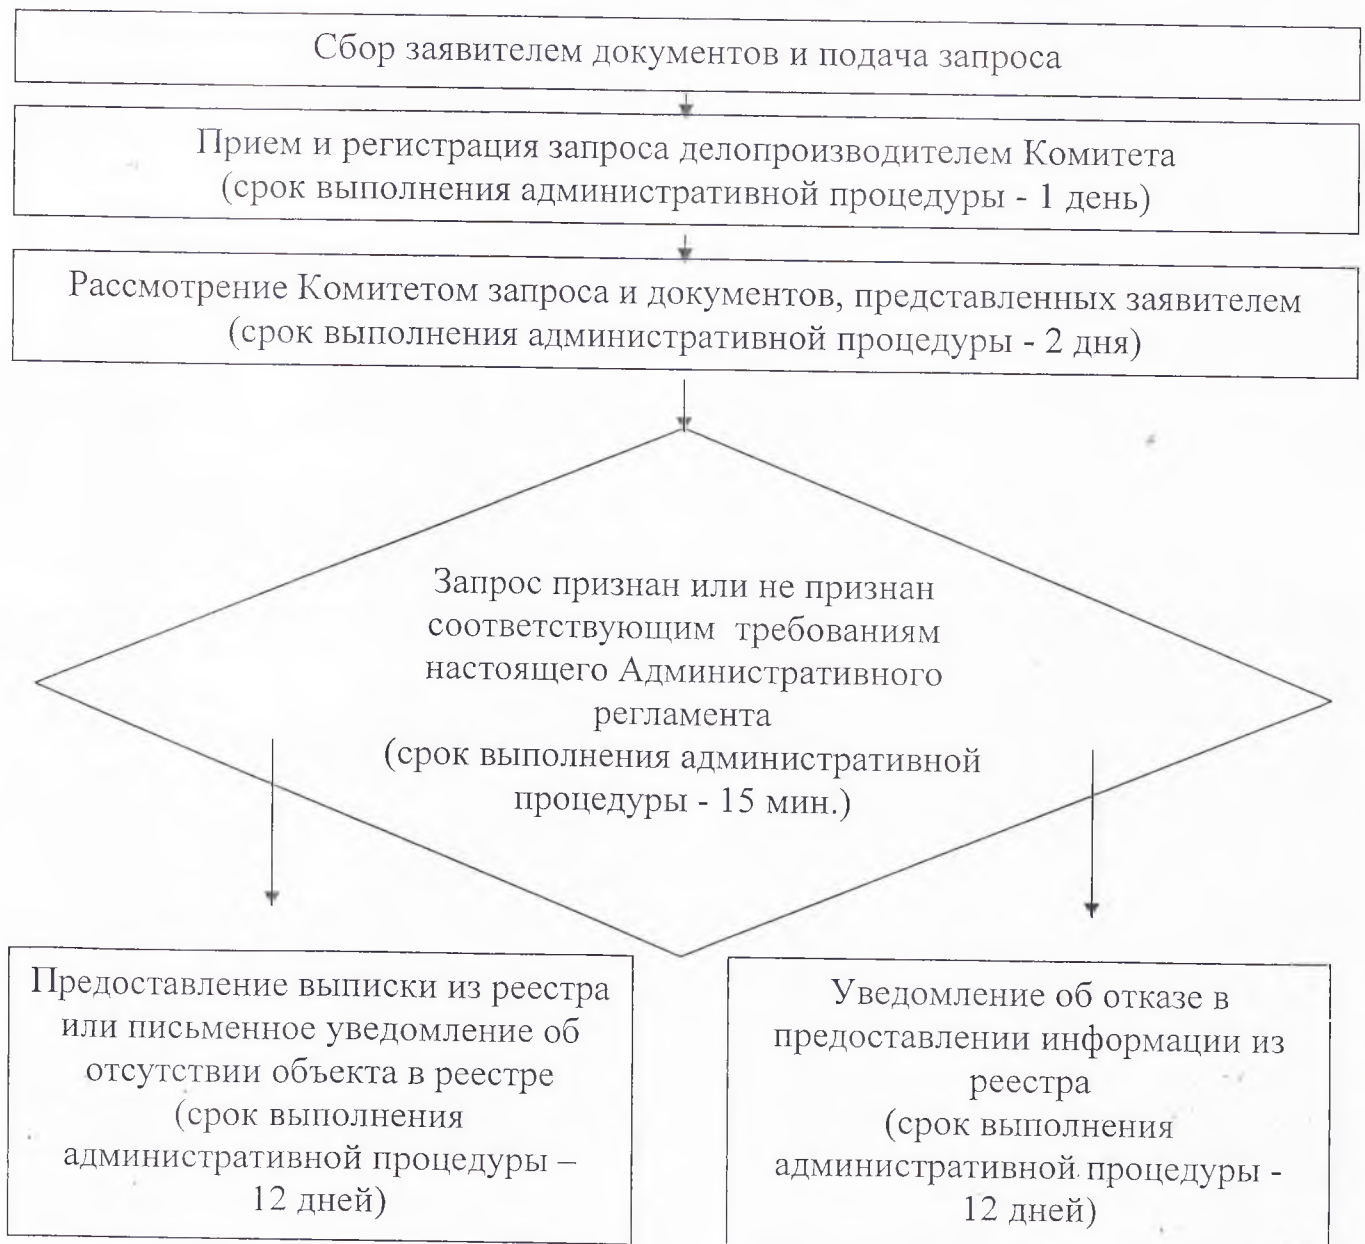 Сбор заявителем документов и подача запроса
Прием и регистрация запроса делопроизводителем Комитета
(срок выполнения административной процедуры - 1 день)
Рассмотрение Комитетом запроса и документов, представленных заявителем
(срок выполнения административной процедуры - 2 дня)
Запрос признан или не признан
соответствующим требованиям
настоящего Административного
регламента
(срок выполнения административной
процедуры - 15 мин.)
Предоставление выписки из реестра
или письменное уведомление об
отсутствии объекта в реестре
(срок выполнения
административной процедуры –
12 дней)
Уведомление об отказе в
предоставлении информации из
реестра
(срок выполнения
административной процедуры -
12 дней)